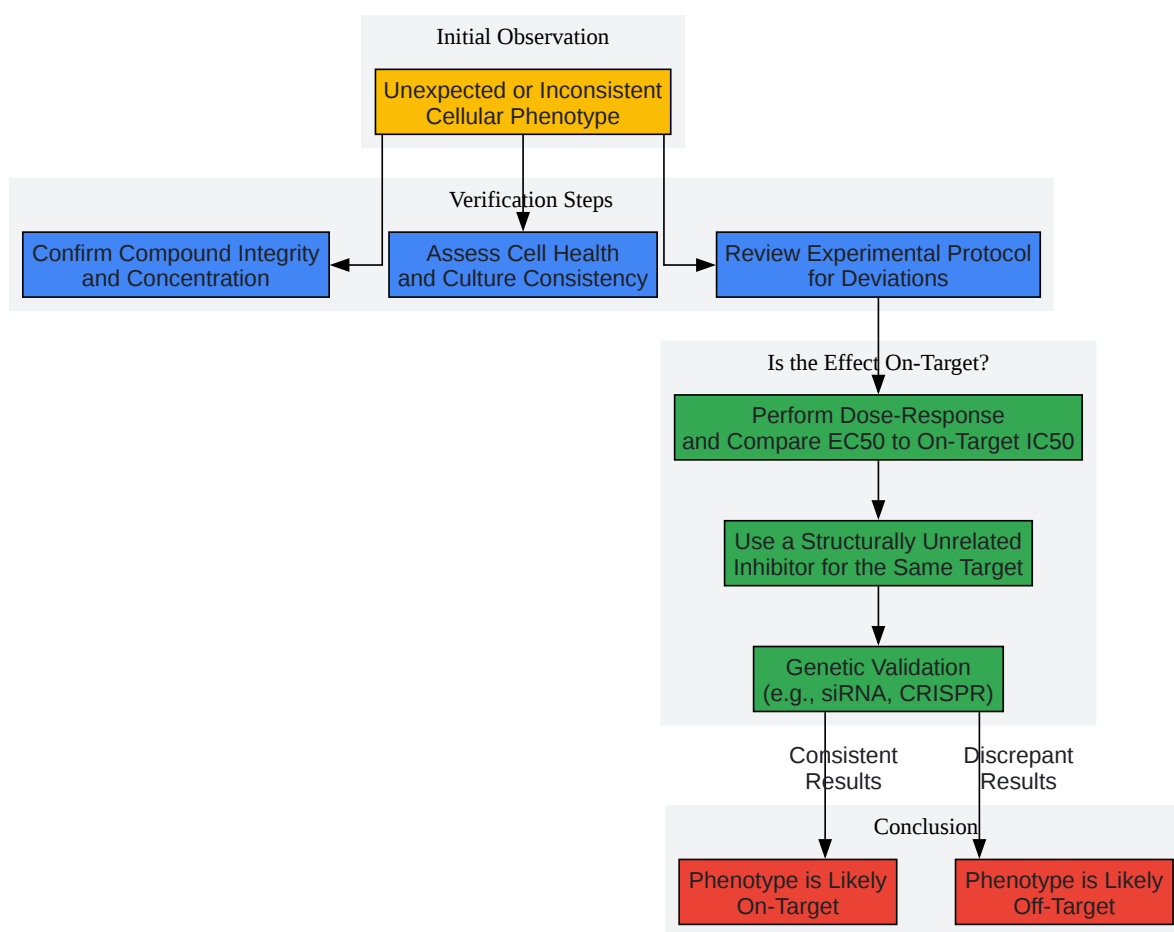 Initial Observation
Unexpected or Inconsistent
Cellular Phenotype
Verification Steps
Confirm Compound Integrity
and Concentration
Assess Cell Health
and Culture Consistency
Review Experimental Protocol
for Deviations
Is the Effect On-Target?
Perform Dose-Response
and Compare EC50 to On-Target IC50
Use a Structurally Unrelated
Inhibitor for the Same Target
Genetic Validation
(e.g., siRNA, CRISPR)
Consistent
Results
Discrepant
Results
Conclusion
Phenotype is Likely
On-Target
Phenotype is Likely
Off-Target